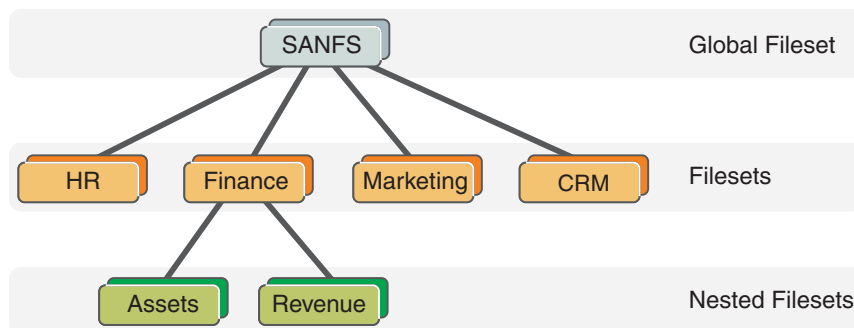 SANFS Global Fileset
HR Finance Marketing CRM Filesets
Assets Revenue Nested Filesets